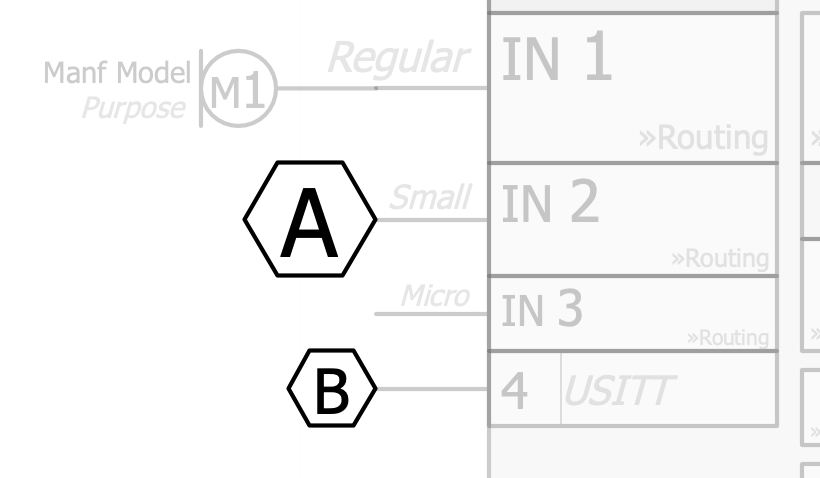 Regular
IN 1
Manf Model
M1
Purpose
»Routing
A
Small
IN 2
»Routing
Micro
IN 3
»Routing
B
4
USITT
»
»
»